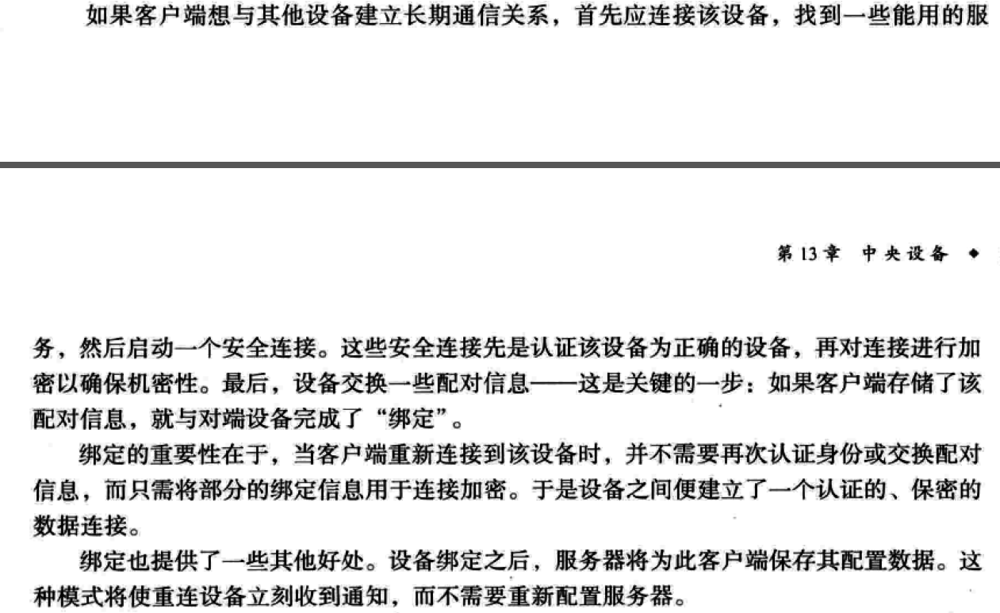 如果客户端想与其他设备建立长期通信关系，首先应连接该设备，找到一些能用的服
第13章 中央设备 ◆
务，然后启动一个安全连接。这些安全连接先是认证该设备为正确的设备，再对连接进行加
密以确保机密性。最后，设备交换一些配对信息——这是关键的一步：如果客户端存储了该
配对信息，就与对端设备完成了“绑定”。
绑定的重要性在于，当客户端重新连接到该设备时，并不需要再次认证身份或交换配对
信息，而只需将部分的绑定信息用于连接加密。于是设备之间便建立了一个认证的、保密的
数据连接。
绑定也提供了一些其他好处。设备绑定之后，服务器将为此客户端保存其配置数据。这
种模式将使重连设备立刻收到通知，而不需要重新配置服务器。